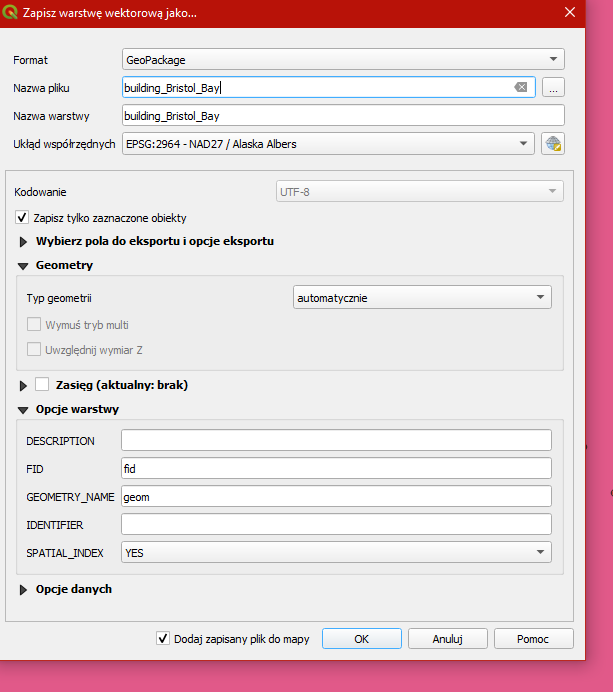 Zapisz warstwę wektorową jako...
Format GeoPackage
Nazwa pliku building_Bristol_Bay ...
Nazwa warstwy building_Bristol_Bay
Układ współrzędnych EPSG:2964 - NAD27 / Alaska Albers
Kodowanie UTF-8
Zapisz tylko zaznaczone obiekty
Wybierz pola do eksportu i opcje eksportu
Geometry
Typ geometrii automatycznie
Wymuś tryb multi
Uwzględnij wymiar Z
Zasięg (aktualny: brak)
Opcje warstwy
DESCRIPTION
FID fid
GEOMETRY_NAME geom
IDENTIFIER
SPATIAL_INDEX YES
Opcje danych
Dodaj zapisany plik do mapy OK Anuluj Pomoc